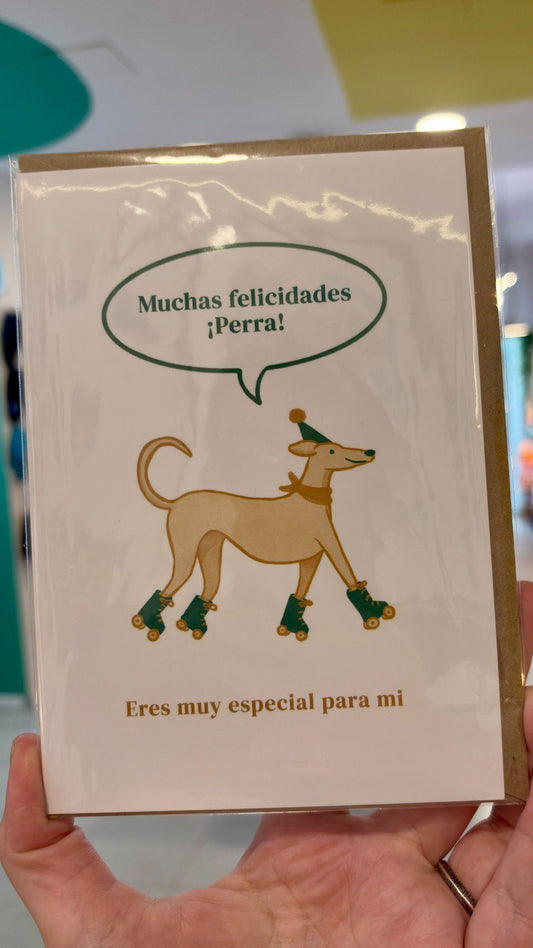 Muchas felicidades
¡Perra!
Eres muy especial para mi